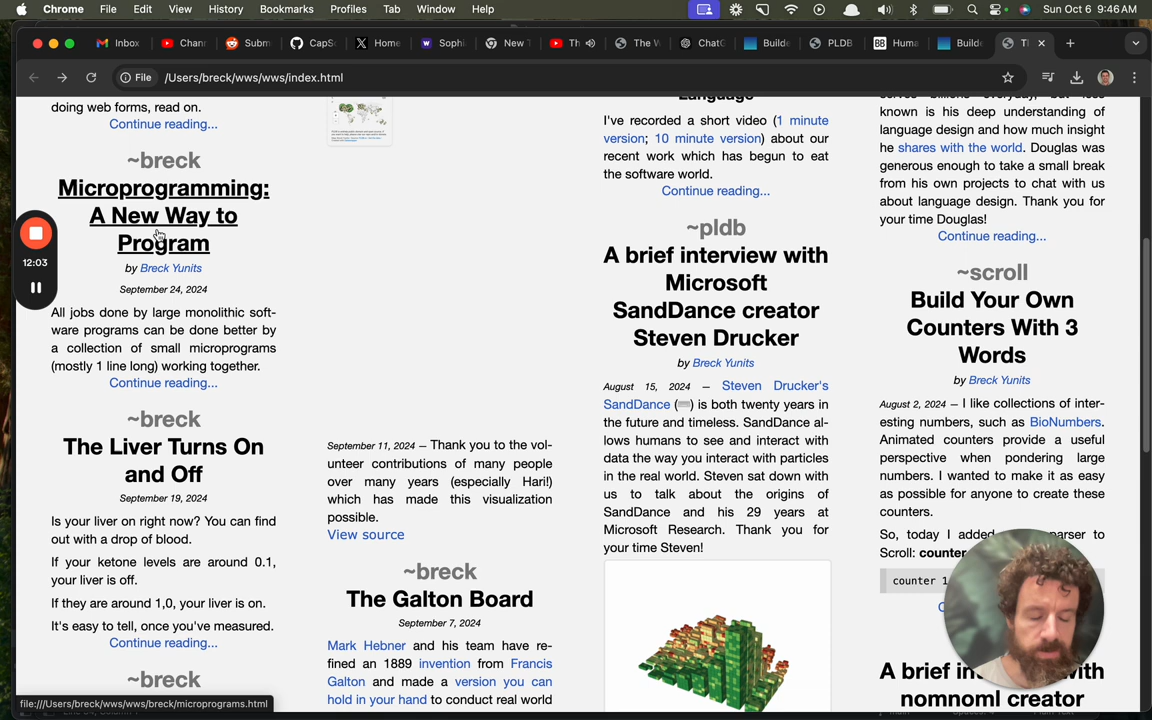 Chrome File Edit View History Bookmarks Profiles Tab Window Help
Sun Oct 6 9:46 AM
Inbox
Chann
Subm
CapSc
Home
Sophi
New T
Th
The W
ChatG
Builde
PLDB
BB Huma
Builde
Tl
File /Users/breck/wws/wws/index.html
12:03
doing web forms, read on.
Continue reading...
~breck
Microprogramming:
A New Way to
Program
by Breck Yunits
September 24, 2024
All jobs done by large monolithic soft-
ware programs can be done better by
a collection of small microprograms
(mostly 1 line long) working together.
Continue reading...
~breck
The Liver Turns On
and Off
September 19, 2024
Is your liver on right now? You can find
out with a drop of blood.
If your ketone levels are around 0.1,
your liver is off.
If they are around 1,0, your liver is on.
It's easy to tell, once you've measured.
Continue reading...
~breck
file:///Users/breck/wws/wws/breck/microprograms.html
September 11, 2024 – Thank you to the vol-
unteer contributions of many people
over many years (especially Hari!)
which has made this visualization
possible.
View source
~breck
The Galton Board
September 7, 2024
Mark Hebner and his team have re-
fined an 1889 invention from Francis
Galton and made a version you can
hold in your hand to conduct real world
Language
I've recorded a short video (1 minute
version; 10 minute version) about our
recent work which has begun to eat
the software world.
Continue reading...
~pldb
A brief interview with
Microsoft
SandDance creator
Steven Drucker
by Breck Yunits
August 15, 2024 – Steven Drucker's
SandDance () is both twenty years in
the future and timeless. SandDance al-
lows humans to see and interact with
data the way you interact with particles
in the real world. Steven sat down with
us to talk about the origins of
SandDance and his 29 years at
Microsoft Research. Thank you for
your time Steven!
serves billions everyday, but less
known is his deep understanding of
language design and how much insight
he shares with the world. Douglas was
generous enough to take a small break
from his own projects to chat with us
about language design. Thank you for
your time Douglas!
Continue reading...
~scroll
Build Your Own
Counters With 3
Words
by Breck Yunits
August 2, 2024 – I like collections of inter-
esting numbers, such as BioNumbers.
Animated counters provide a useful
perspective when pondering large
numbers. I wanted to make it as easy
as possible for anyone to create these
counters.
So, today I added parser to
Scroll: counter
counter 1
A brief in with
nomnoml creator